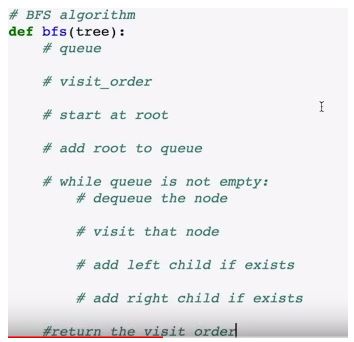 # BFS algorithm
def bfs(tree):
# queue
# visit_order
# start at root
# add root to queue
# while queue is not empty:
# dequeue the node
# visit that node
# add left child if exists
# add right child if exists
#return the visit order